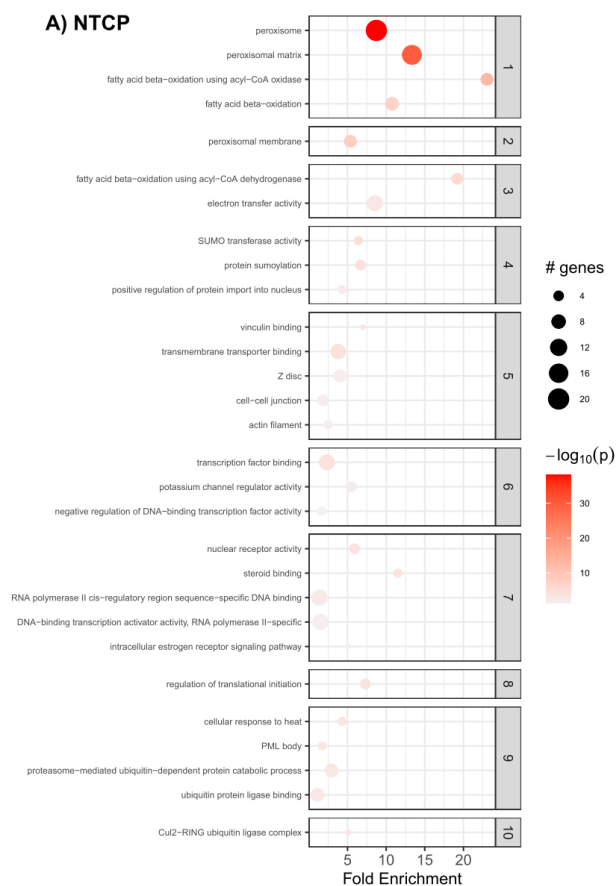 A) NTCP
peroxisome
peroxisomal matrix
fatty acid beta−oxidation using acyl−CoA oxidase
fatty acid beta−oxidation
1
peroxisomal membrane
2
fatty acid beta−oxidation using acyl−CoA dehydrogenase
electron transfer activity
3
SUMO transferase activity
protein sumoylation
positive regulation of protein import into nucleus
4
vinculin binding
transmembrane transporter binding
Z disc
cell−cell junction
actin filament
5
transcription factor binding
potassium channel regulator activity
negative regulation of DNA−binding transcription factor activity
6
nuclear receptor activity
steroid binding
RNA polymerase II cis−regulatory region sequence−specific DNA binding
DNA−binding transcription activator activity, RNA polymerase II−specific
intracellular estrogen receptor signaling pathway
7
regulation of translational initiation
8
cellular response to heat
PML body
proteasome−mediated ubiquitin−dependent protein catabolic process
ubiquitin protein ligase binding
9
Cul2−RING ubiquitin ligase complex
10
5 10 15 20
Fold Enrichment
# genes
4
8
12
16
20
−log10(p)
30
20
10